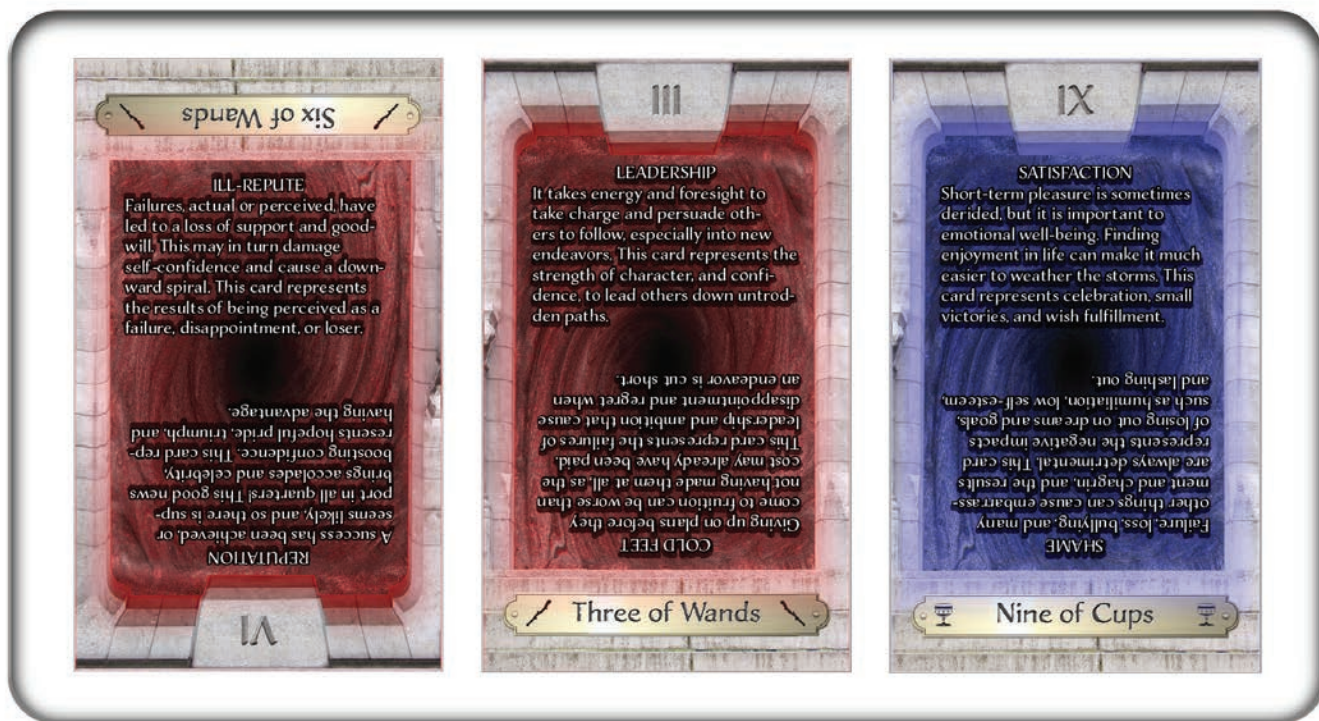 Six of Wands
ILL-REPUTE
Failures, actual or perceived, have
led to a loss of support and good-
will. This may in turn damage
self-confidence and cause a down-
ward spiral. This card represents
the results of being perceived as a
failure, disappointment, or loser.
REPUTATION
A success has been achieved, or
seems likely, and so there is sup-
port in all quarters! This good news
brings accolades and celebrity,
boosting confidence. This card rep-
resents hopeful pride, triumph, and
having the advantage.
VI
III
LEADERSHIP
It takes energy and foresight to
take charge and persuade oth-
ers to follow, especially into new
endeavors. This card represents the
strength of character, and confi-
dence, to lead others down untrod-
den paths.
COLD FEET
Giving up on plans before they
come to fruition can be worse than
not having made them at all, as the
cost may already have been paid.
This card represents the failures of
leadership and ambition that cause
disappointment and regret when
an endeavor is cut short.
Three of Wands
IX
SATISFACTION
Short-term pleasure is sometimes
derided, but it is important to
emotional well-being. Finding
enjoyment in life can make it much
easier to weather the storms. This
card represents celebration, small
victories, and wish fulfillment.
SHAME
Failure, loss, bullying, and many
other things can cause embarrass-
ment and chagrin, and the results
are always detrimental. This card
represents the negative impacts
of losing out on dreams and goals,
such as humiliation, low self-esteem,
and lashing out.
Nine of Cups